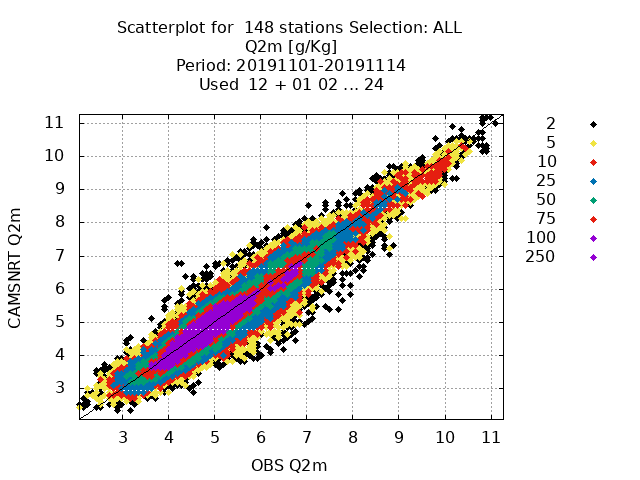 Scatterplot for  148 stations Selection: ALL
Q2m [g/Kg]
Period: 20191101-20191114
Used  12 + 01 02 ... 24
CAMSNRT Q2m
11
10
9
8
7
6
5
4
3
3 4 5 6 7 8 9 10 11
OBS Q2m
2
5
10
25
50
75
100
250